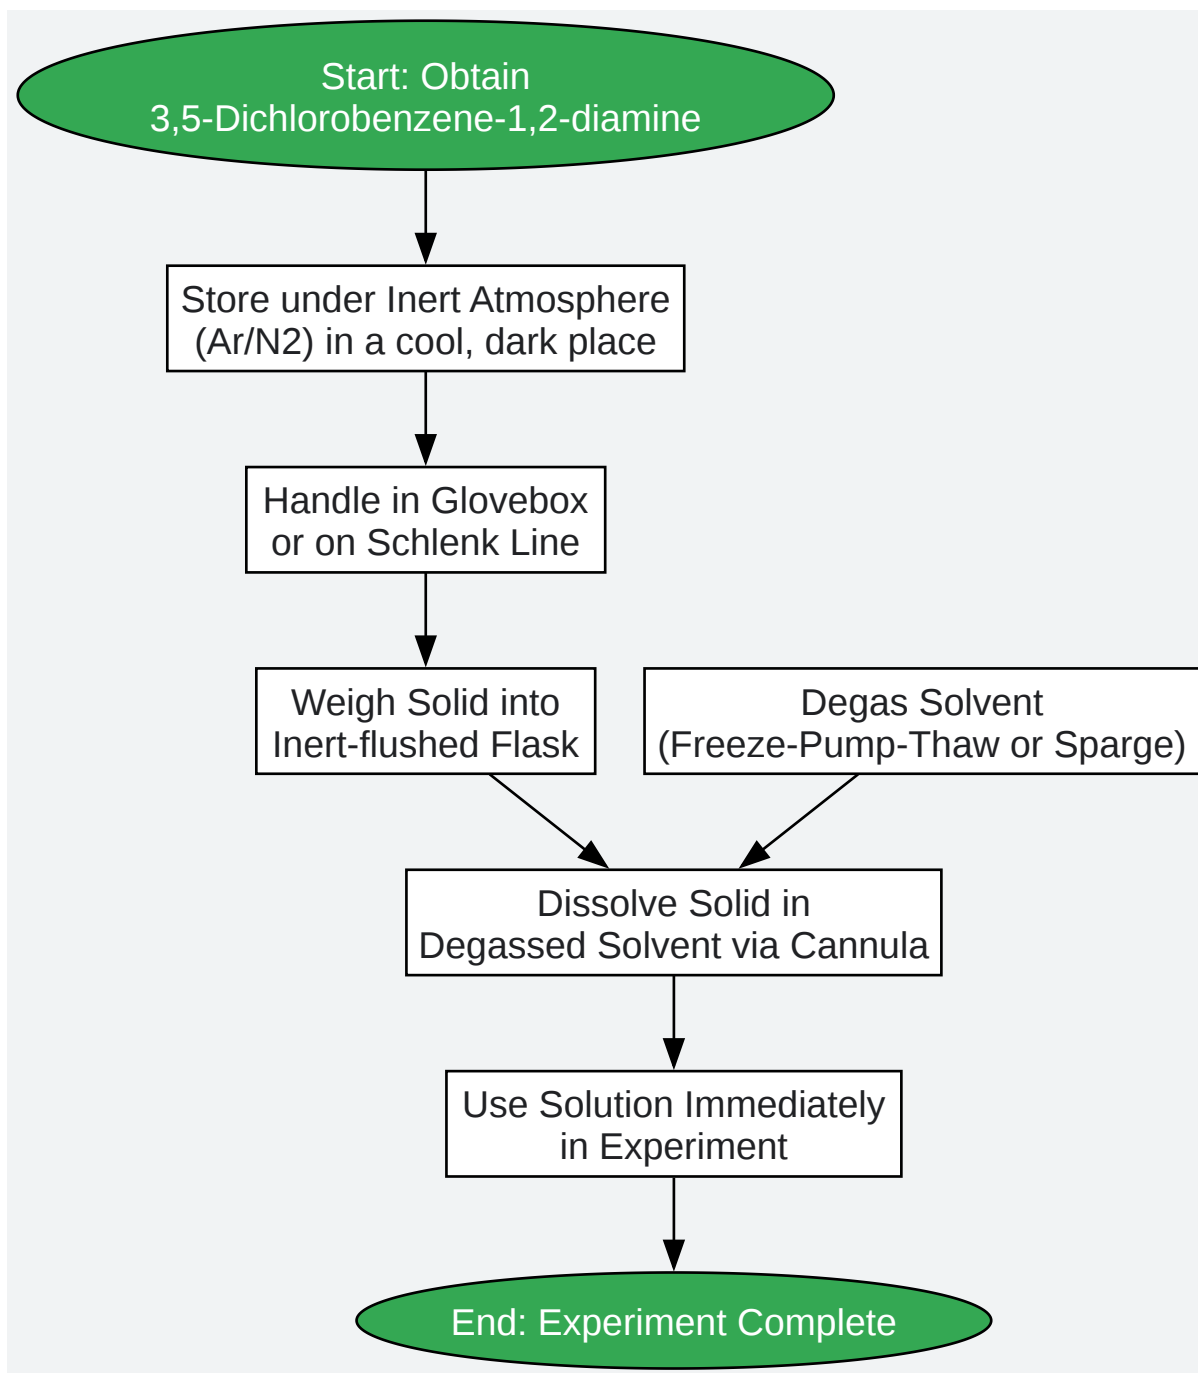 Start: Obtain
3,5-Dichlorobenzene-1,2-diamine
Store under Inert Atmosphere
(Ar/N2) in a cool, dark place
Handle in Glovebox
or on Schlenk Line
Weigh Solid into
Inert-flushed Flask
Degas Solvent
(Freeze-Pump-Thaw or Sparge)
Dissolve Solid in
Degassed Solvent via Cannula
Use Solution Immediately
in Experiment
End: Experiment Complete